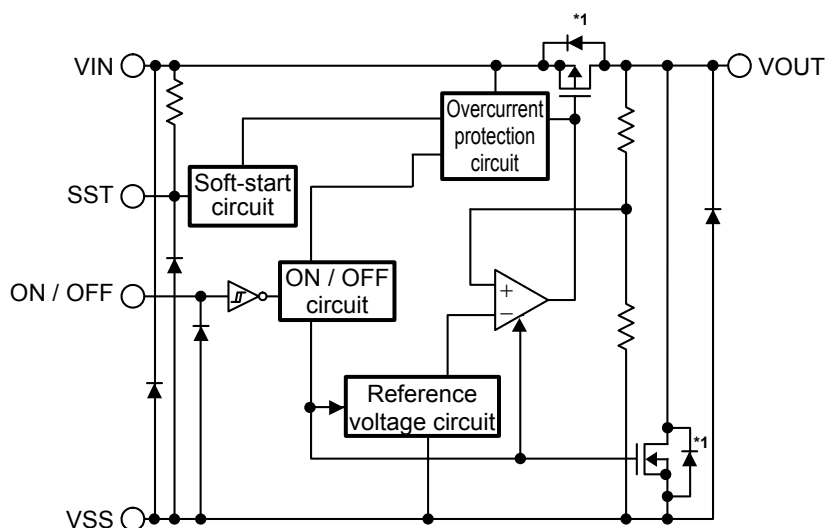 *1
VIN
VOUT
Overcurrent
protection
circuit
SST
Soft-start
circuit
ON / OFF
ON / OFF
circuit
+
−
Reference
voltage circuit
*1
VSS